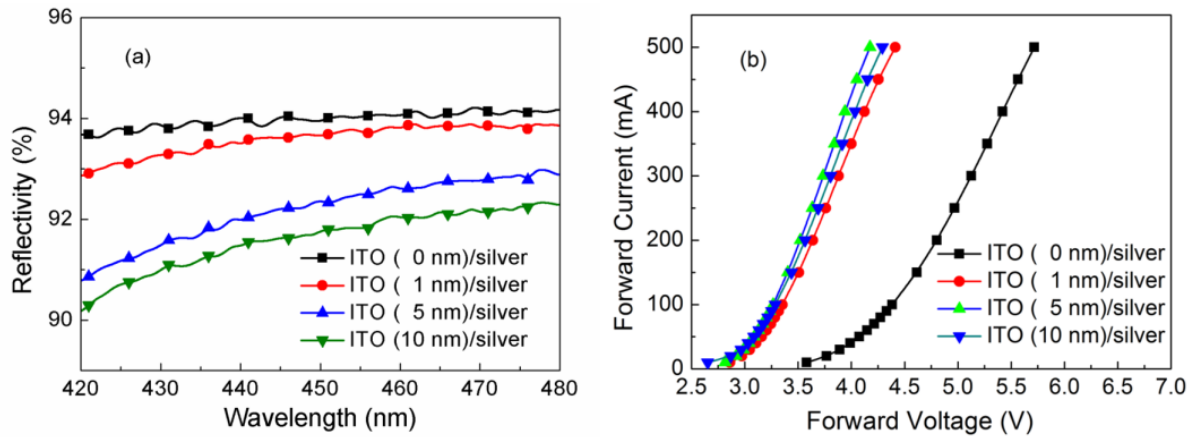 (a)
Reflectivity (%)
96
94
92
90
420 430 440 450 460 470 480
Wavelength (nm)
ITO ( 0 nm)/silver
ITO ( 1 nm)/silver
ITO ( 5 nm)/silver
ITO (10 nm)/silver
(b)
Forward Current (mA)
500
400
300
200
100
0
2.5 3.0 3.5 4.0 4.5 5.0 5.5 6.0 6.5 7.0
Forward Voltage (V)
ITO ( 0 nm)/silver
ITO ( 1 nm)/silver
ITO ( 5 nm)/silver
ITO (10 nm)/silver